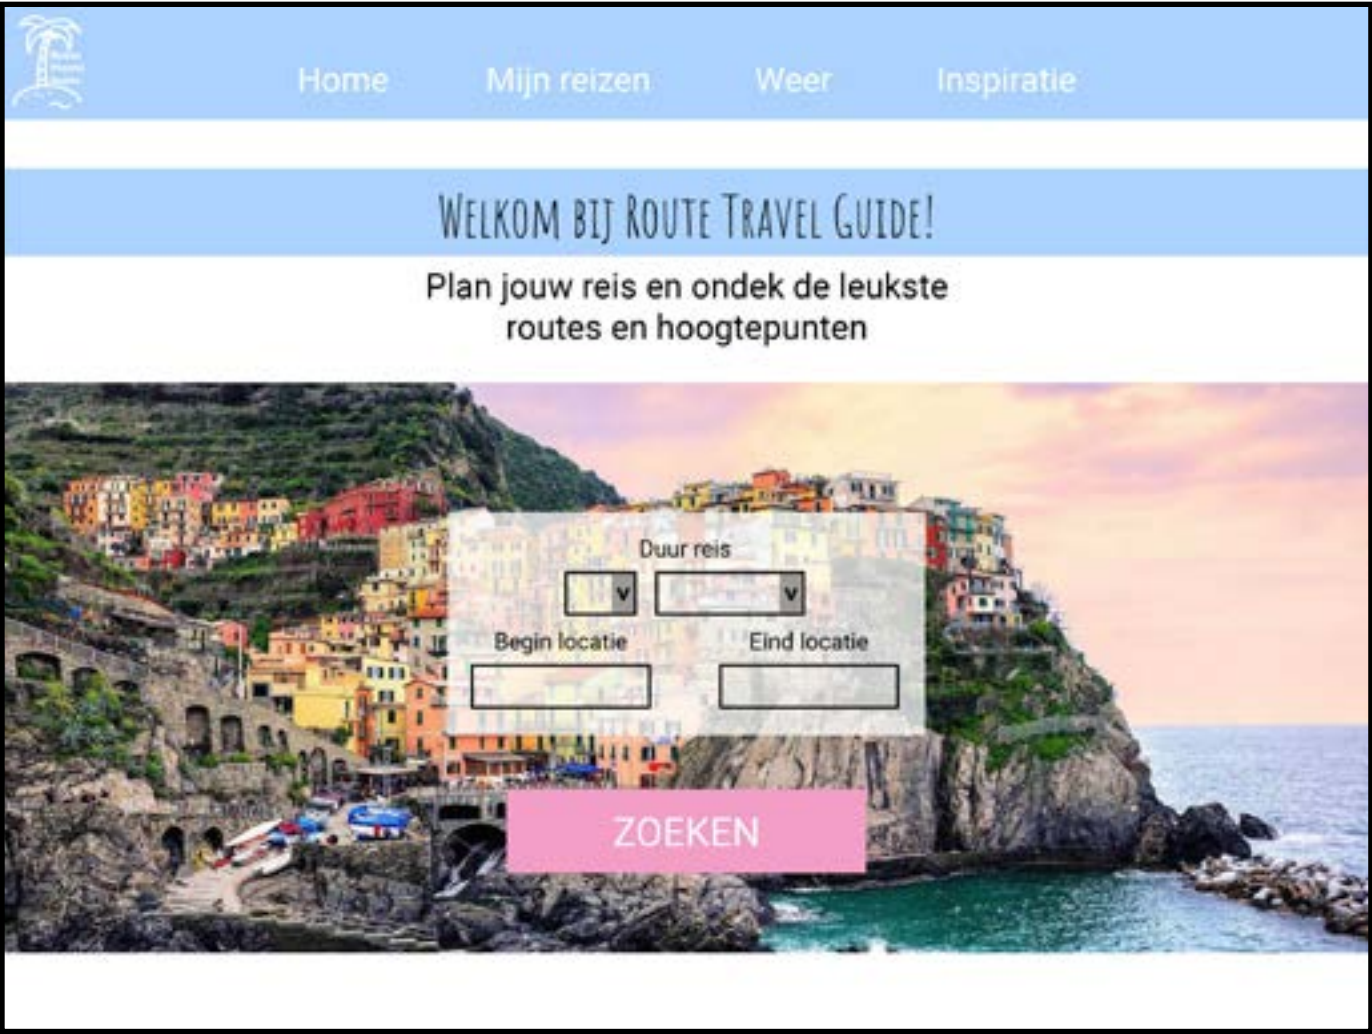 Home Mijn reizen Weer Inspiratie
WELKOM BIJ ROUTE TRAVEL GUIDE!
Plan jouw reis en ondek de leukste
routes en hoogtepunten
Duur reis
v v
Begin locatie Eind locatie
ZOEKEN